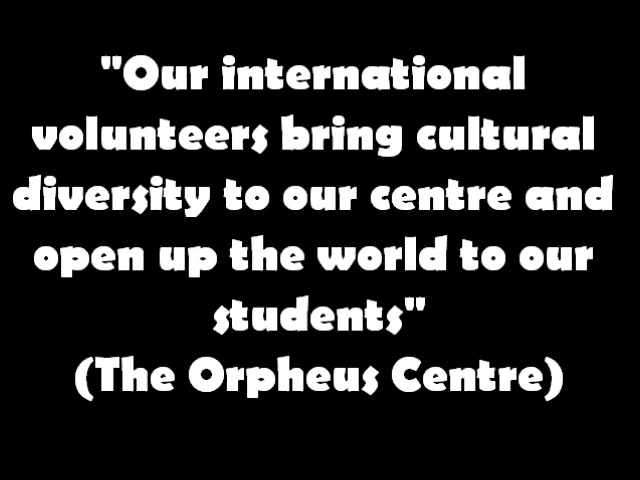 "Our international
volunteers bring cultural
diversity to our centre and
open up the world to our
students"
(The Orpheus Centre)